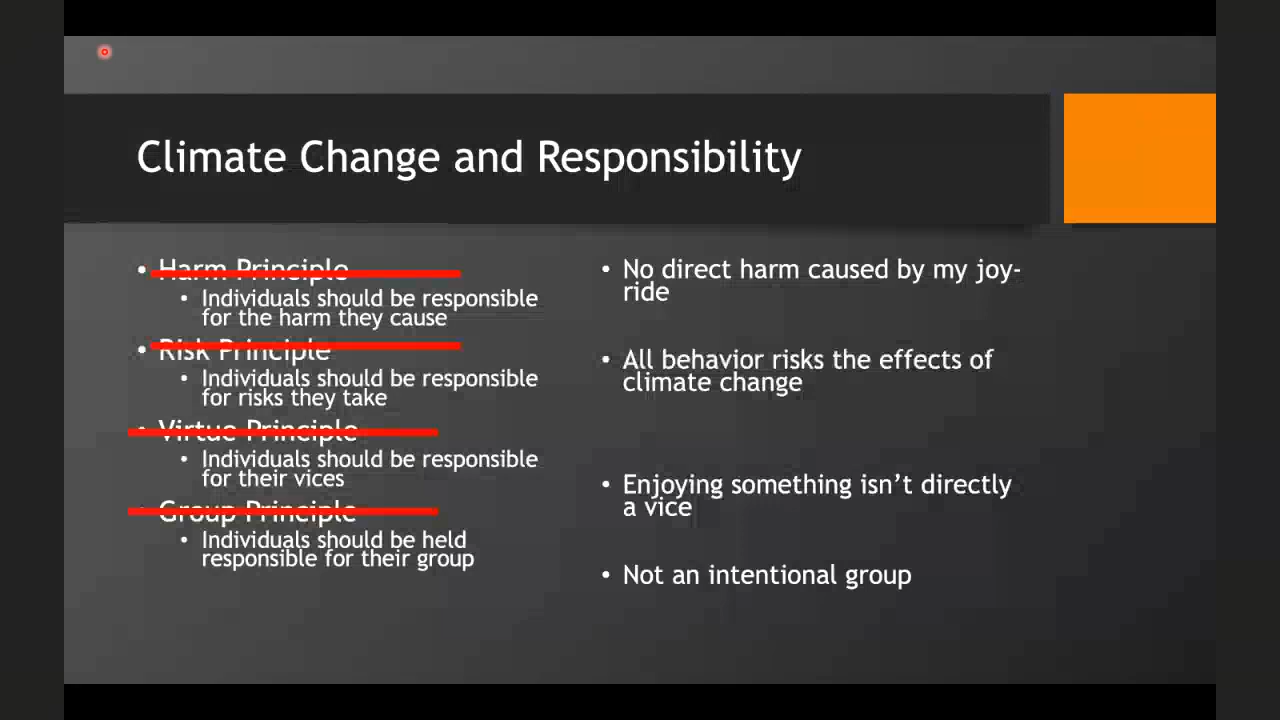 Climate Change and Responsibility
• Harm Principle
• Individuals should be responsible
for the harm they cause
• Risk Principle
• Individuals should be responsible
for risks they take
• Virtue Principle
• Individuals should be responsible
for their vices
• Group Principle
• Individuals should be held
responsible for their group
• No direct harm caused by my joy-
ride
• All behavior risks the effects of
climate change
• Enjoying something isn't directly
a vice
• Not an intentional group